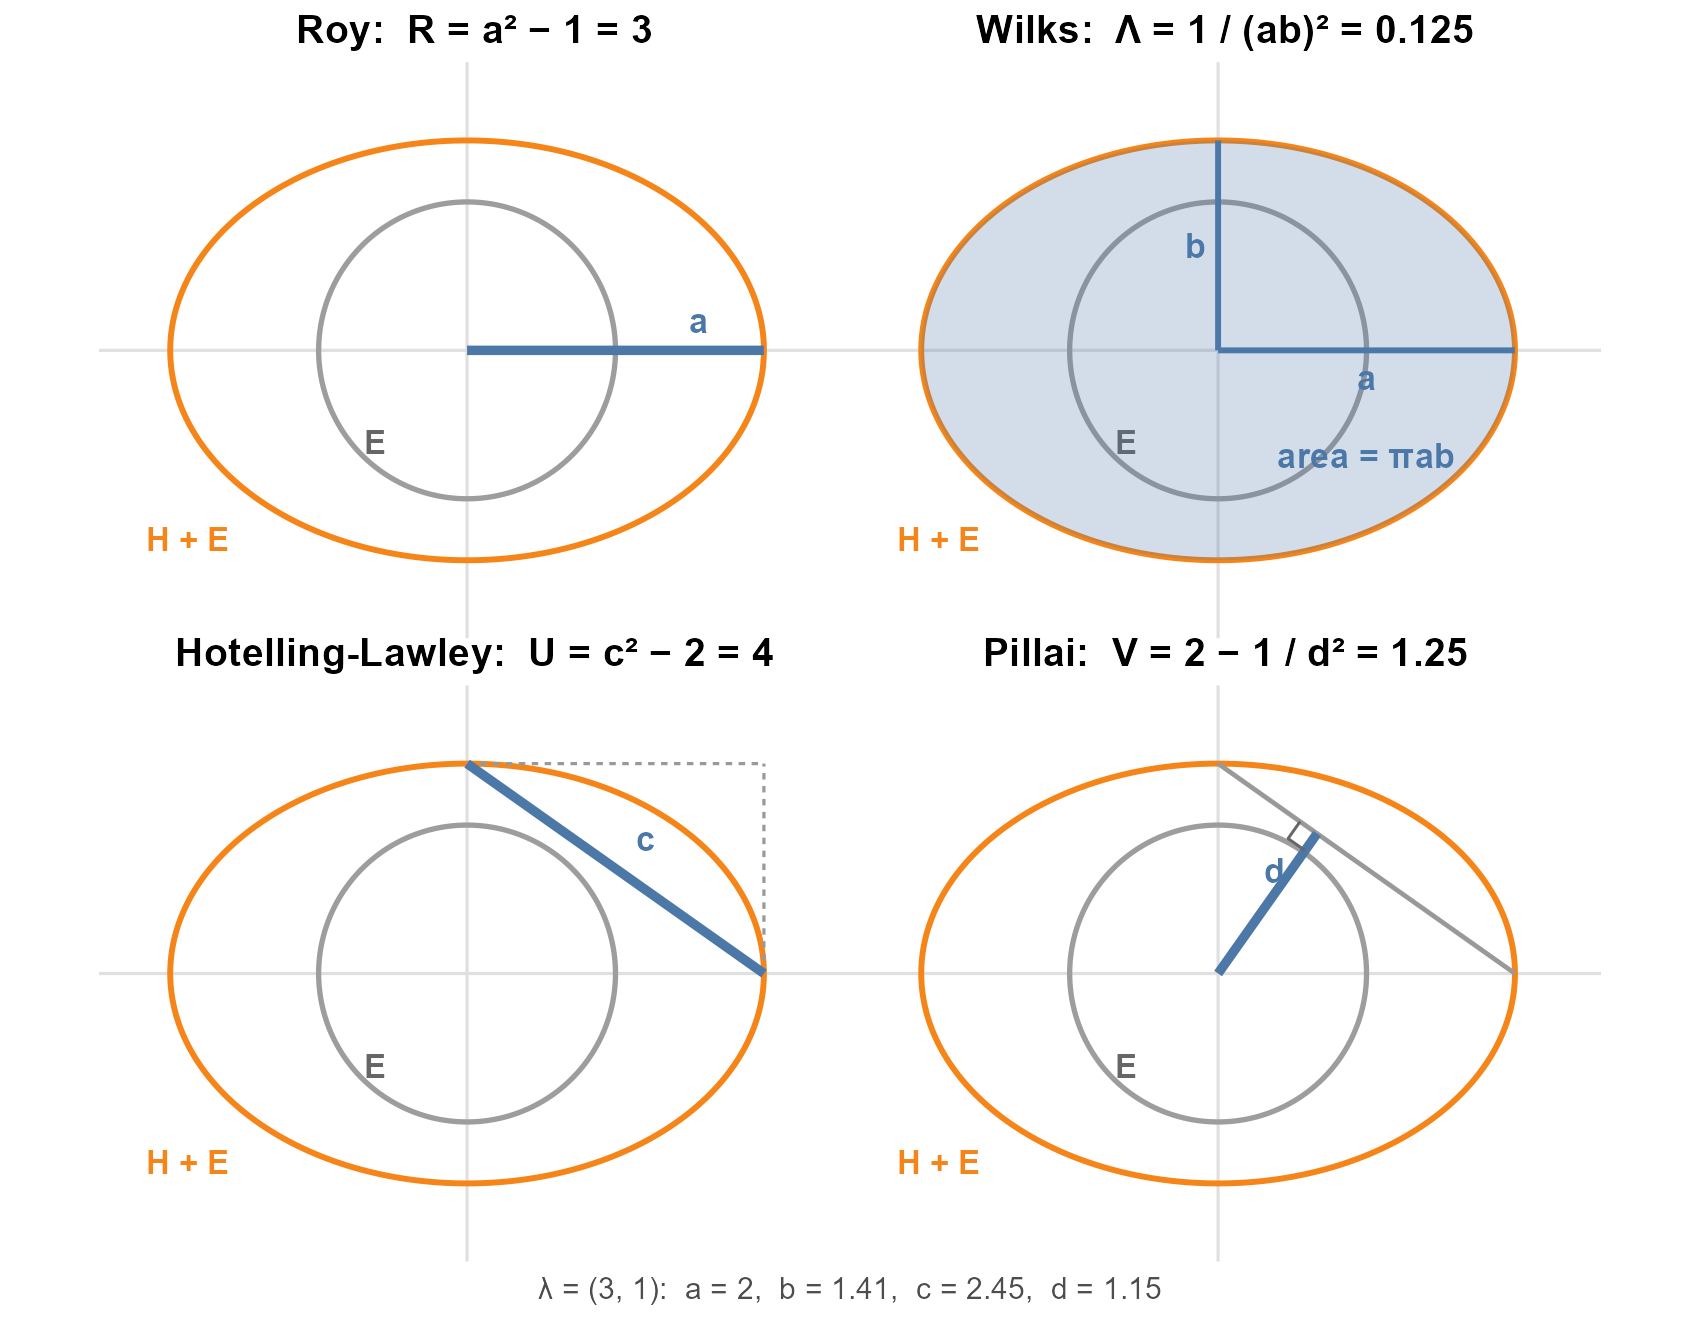 Roy:  R = a² − 1 = 3
a
E
H + E
Wilks:  Λ = 1 / (ab)² = 0.125
b
a
E
area = πab
H + E
Hotelling-Lawley:  U = c² − 2 = 4
c
E
H + E
Pillai:  V = 2 − 1 / d² = 1.25
d
E
H + E
λ = (3, 1):  a = 2,  b = 1.41,  c = 2.45,  d = 1.15